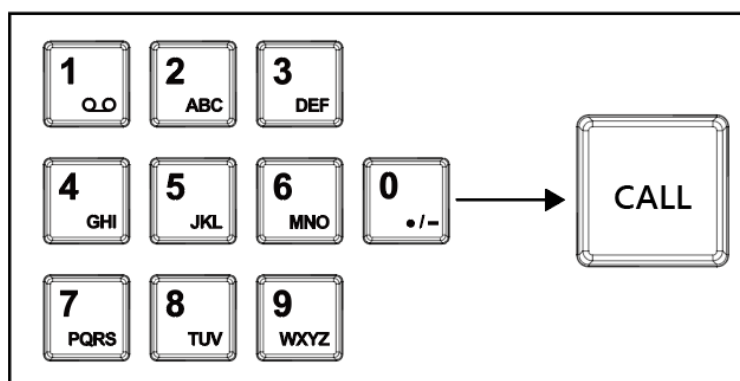 1 2 ABC 3 DEF
4 GHI 5 JKL 6 MNO 0 •/− CALL
7 PQRS 8 TUV 9 WXYZ